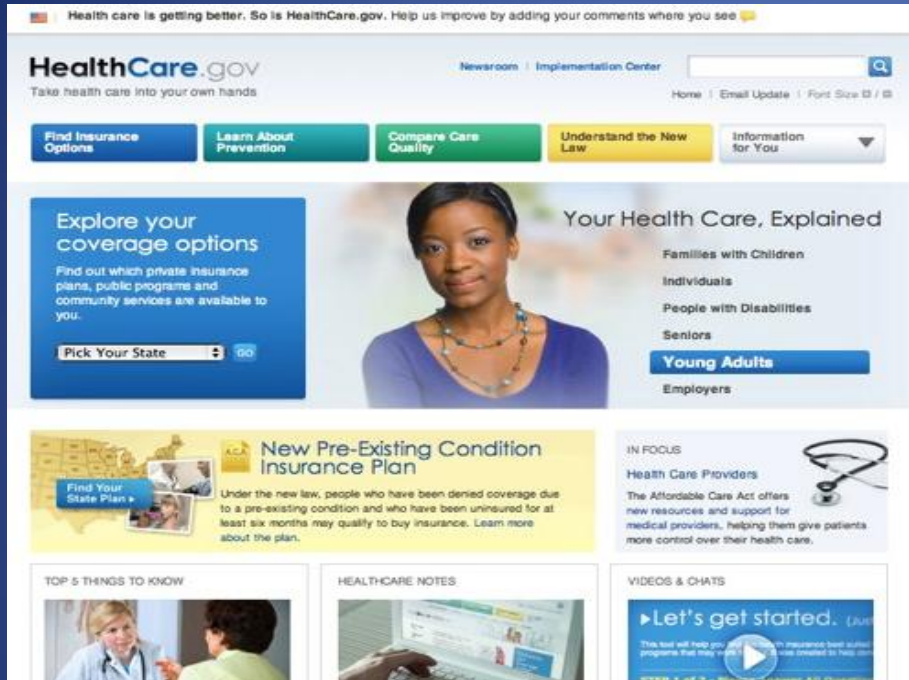 Health care is getting better. So is HealthCare.gov. Help us improve by adding your comments where you see
HealthCare.gov
Take health care into your own hands
Newsroom | Implementation Center
Home | Email Update | Font Size
Find Insurance
Options
Learn About
Prevention
Compare Care
Quality
Understand the New
Law
Information
for You
Explore your
coverage options
Find out which private insurance
plans, public programs and
community services are available to
you.
Pick Your State
GO
Your Health Care, Explained
Families with Children
Individuals
People with Disabilities
Seniors
Young Adults
Employers
Find Your
State Plan
ACA
New Pre-Existing Condition
Insurance Plan
Under the new law, people who have been denied coverage due
to a pre-existing condition and who have been uninsured for at
least six months may qualify to buy insurance. Learn more
about the plan.
IN FOCUS
Health Care Providers
The Affordable Care Act offers
new resources and support for
medical providers, helping them give patients
more control over their health care.
TOP 5 THINGS TO KNOW
HEALTHCARE NOTES
VIDEOS & CHATS
Let's get started.
This tool will help you
programs that may